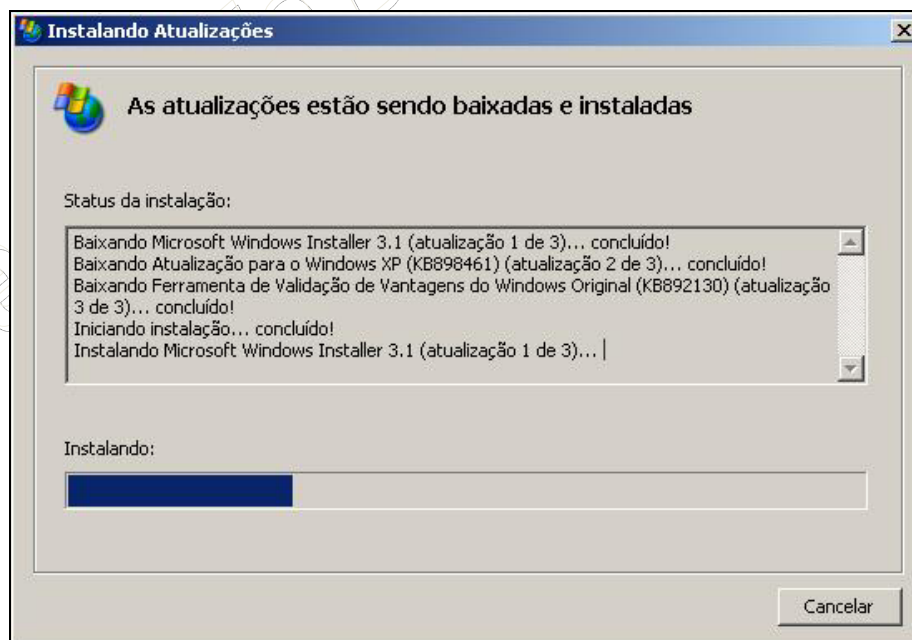 Instalando Atualizações
As atualizações estão sendo baixadas e instaladas
Status da instalação:
Baixando Microsoft Windows Installer 3.1 (atualização 1 de 3)... concluído!
Baixando Atualização para o Windows XP (KB898461) (atualização 2 de 3)... concluído!
Baixando Ferramenta de Validação de Vantagens do Windows Original (KB892130) (atualização
3 de 3)... concluído!
Iniciando instalação... concluído!
Instalando Microsoft Windows Installer 3.1 (atualização 1 de 3)...
Instalando:
Cancelar